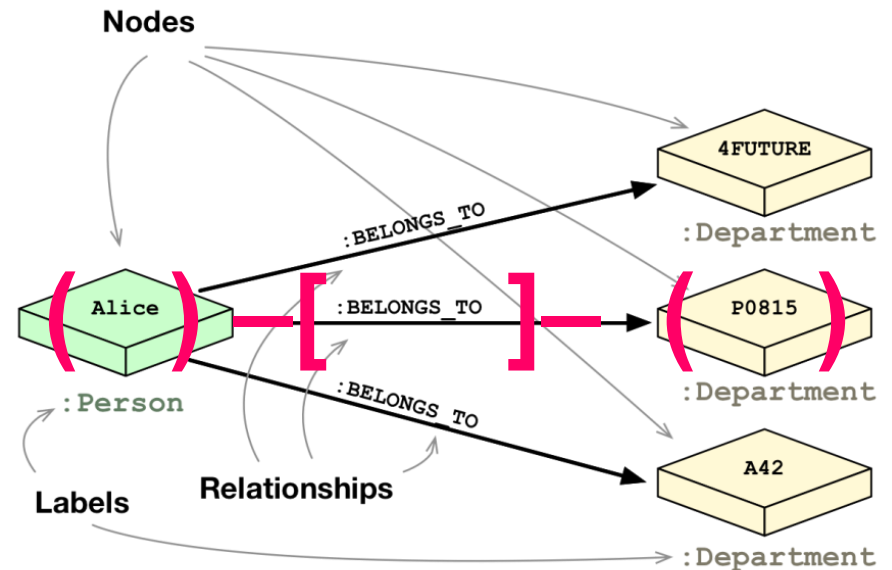 Nodes
4FUTURE
:BELONGS_TO
:Department
( Alice ) — [ :BELONGS_TO ] — ( P0815 )
:Person
:BELONGS_TO
:Department
A42
Labels
Relationships
:Department